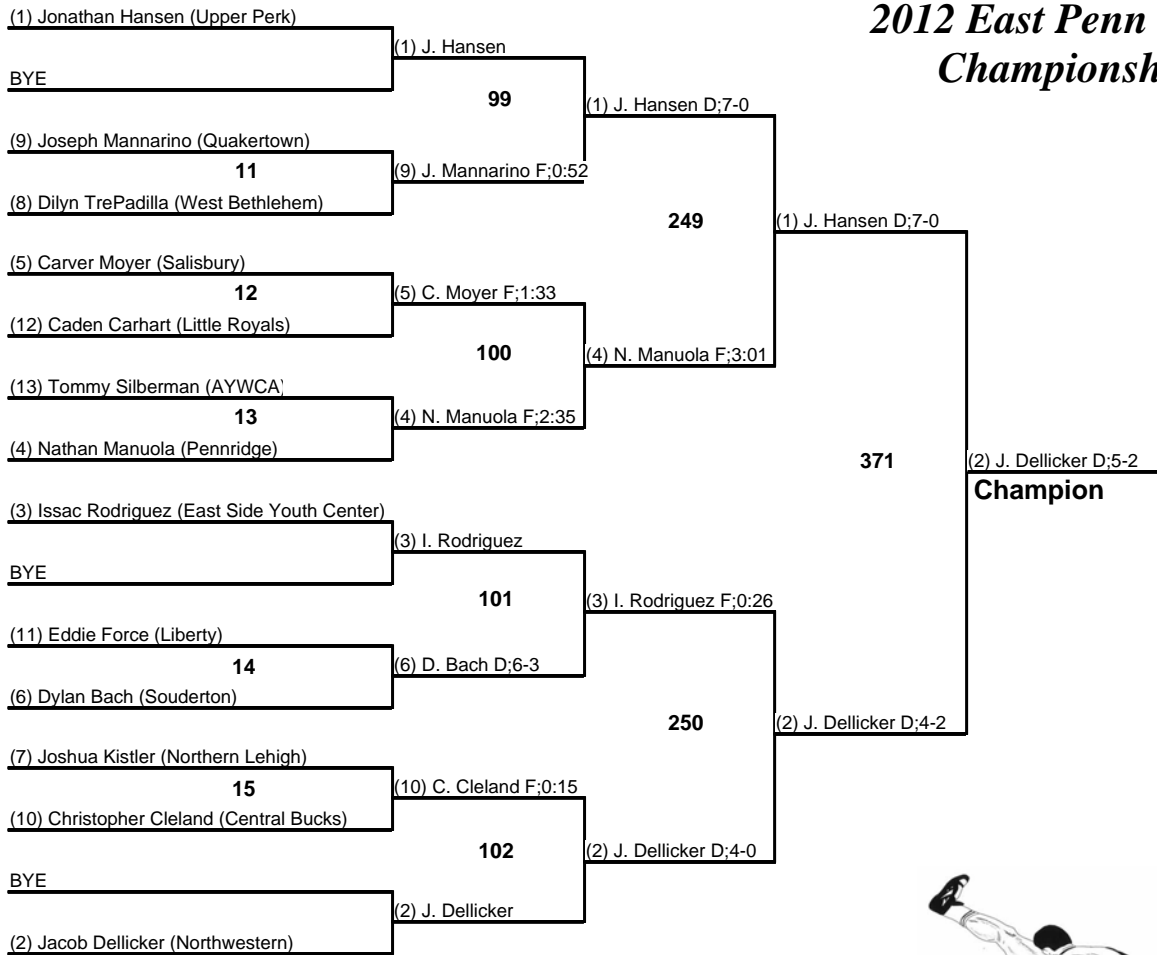 2012 East Penn
Championsh
(1) Jonathan Hansen (Upper Perk)
(1) J. Hansen
BYE
99
(1) J. Hansen D;7-0
(9) Joseph Mannarino (Quakertown)
11
(9) J. Mannarino F;0:52
(8) Dilyn TrePadilla (West Bethlehem)
249
(1) J. Hansen D;7-0
(5) Carver Moyer (Salisbury)
12
(5) C. Moyer F;1:33
(12) Caden Carhart (Little Royals)
100
(4) N. Manuola F;3:01
(13) Tommy Silberman (AYWCA)
13
(4) N. Manuola F;2:35
(4) Nathan Manuola (Pennridge)
371
(2) J. Dellicker D;5-2
Champion
(3) Issac Rodriguez (East Side Youth Center)
(3) I. Rodriguez
BYE
101
(3) I. Rodriguez F;0:26
(11) Eddie Force (Liberty)
14
(6) D. Bach D;6-3
(6) Dylan Bach (Souderton)
250
(2) J. Dellicker D;4-2
(7) Joshua Kistler (Northern Lehigh)
15
(10) C. Cleland F;0:15
(10) Christopher Cleland (Central Bucks)
102
(2) J. Dellicker D;4-0
BYE
(2) J. Dellicker
(2) Jacob Dellicker (Northwestern)